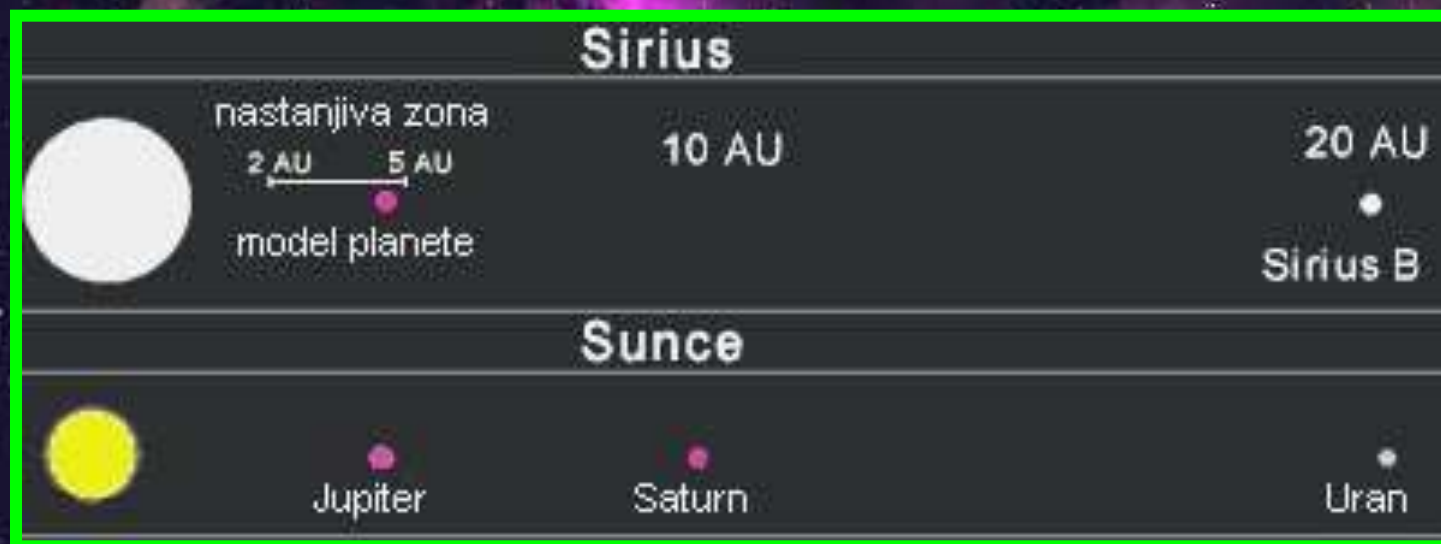 Sirius
nastanjiva zona
2 AU 5 AU
10 AU
20 AU
model planete
Sirius B
Sunce
Jupiter
Saturn
Uran